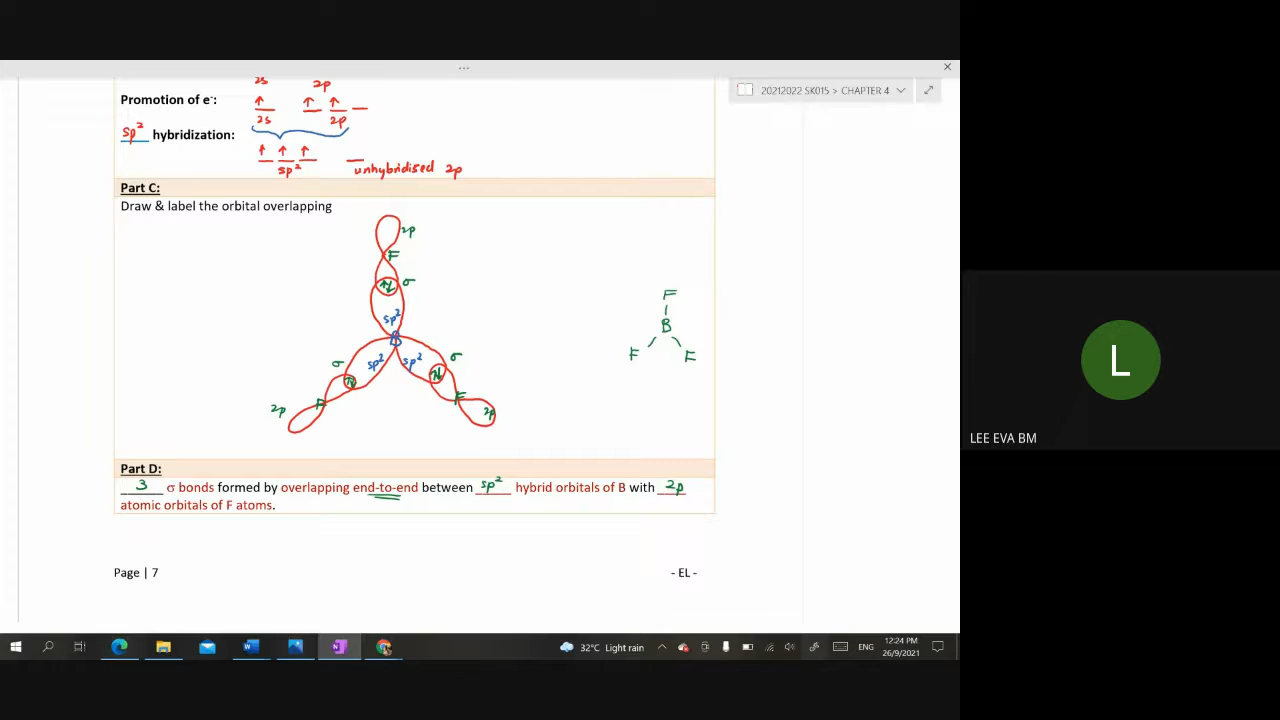 20212022 SK015 > CHAPTER 4
2s 2p
Promotion of e-:
2s 2p
sp² hybridization:
sp² unhybridised 2p
Part C:
Draw & label the orbital overlapping
2p
F
σ
sp²
B
sp² sp²
σ σ
F F
2p 2p
F
B
F F
Part D:
3 σ bonds formed by overlapping end-to-end between sp² hybrid orbitals of B with 2p
atomic orbitals of F atoms.
Page | 7
- EL -
L
LEE EVA BM
32°C Light rain
ENG
12:24 PM
26/9/2021